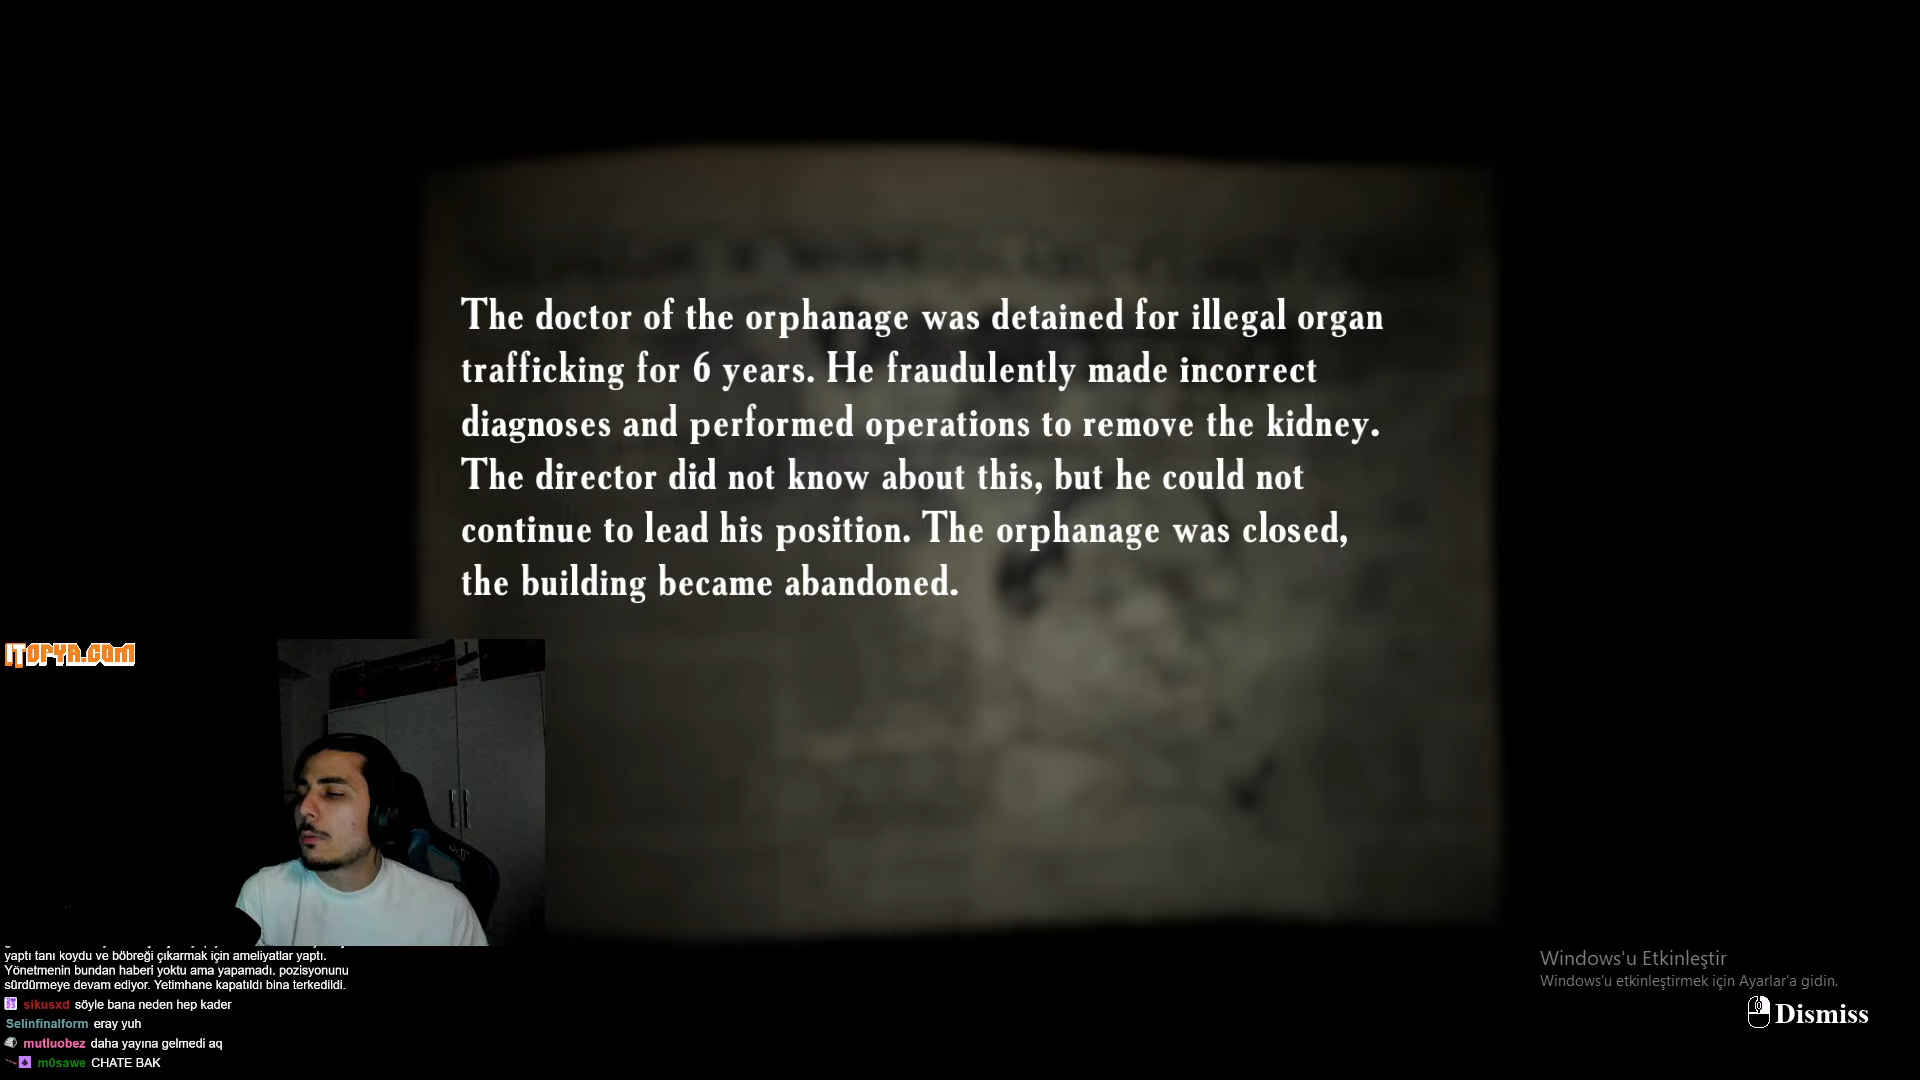 The doctor of the orphanage was detained for illegal organ
trafficking for 6 years. He fraudulently made incorrect
diagnoses and performed operations to remove the kidney.
The director did not know about this, but he could not
continue to lead his position. The orphanage was closed,
the building became abandoned.
ITOPYA.COM
yaptı tanı koydu ve böbreği çıkarmak için ameliyatlar yaptı.
Yönetmenin bundan haberi yoktu ama yapamadı. pozisyonunu
sürdürmeye devam ediyor. Yetimhane kapatıldı bina terkedildi.
sikusxd söyle bana neden hep kader
Selinfinalform eray yuh
mutluobez daha yayına gelmedi aq
m0sawe CHATE BAK
Windows'u Etkinleştir
Windows'u etkinleştirmek için Ayarlar'a gidin.
Dismiss